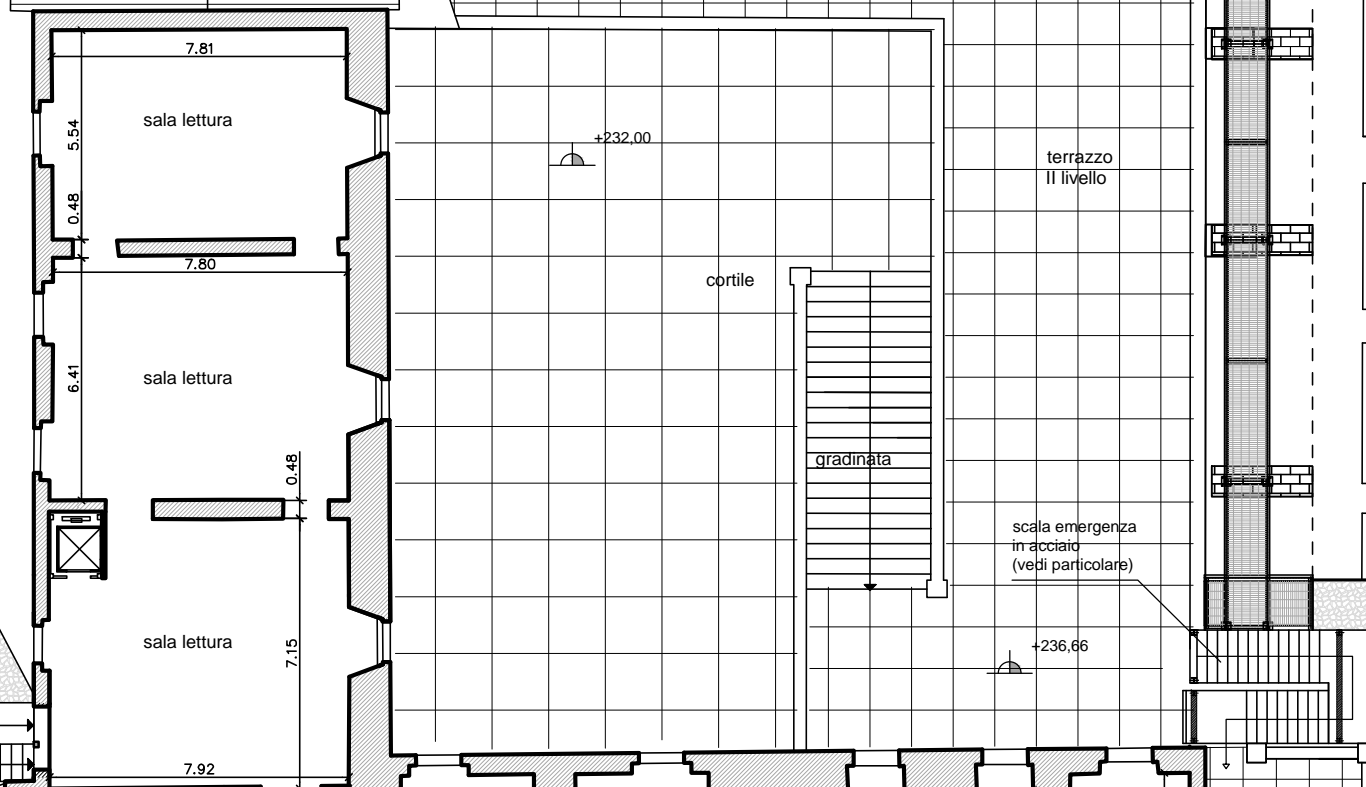 7.81
sala lettura
5.54
0.48
+232,00
terrazzo
II livello
7.80
cortile
sala lettura
6.41
0.48
gradinata
scala emergenza
in acciaio
(vedi particolare)
sala lettura
7.15
+236,66
7.92